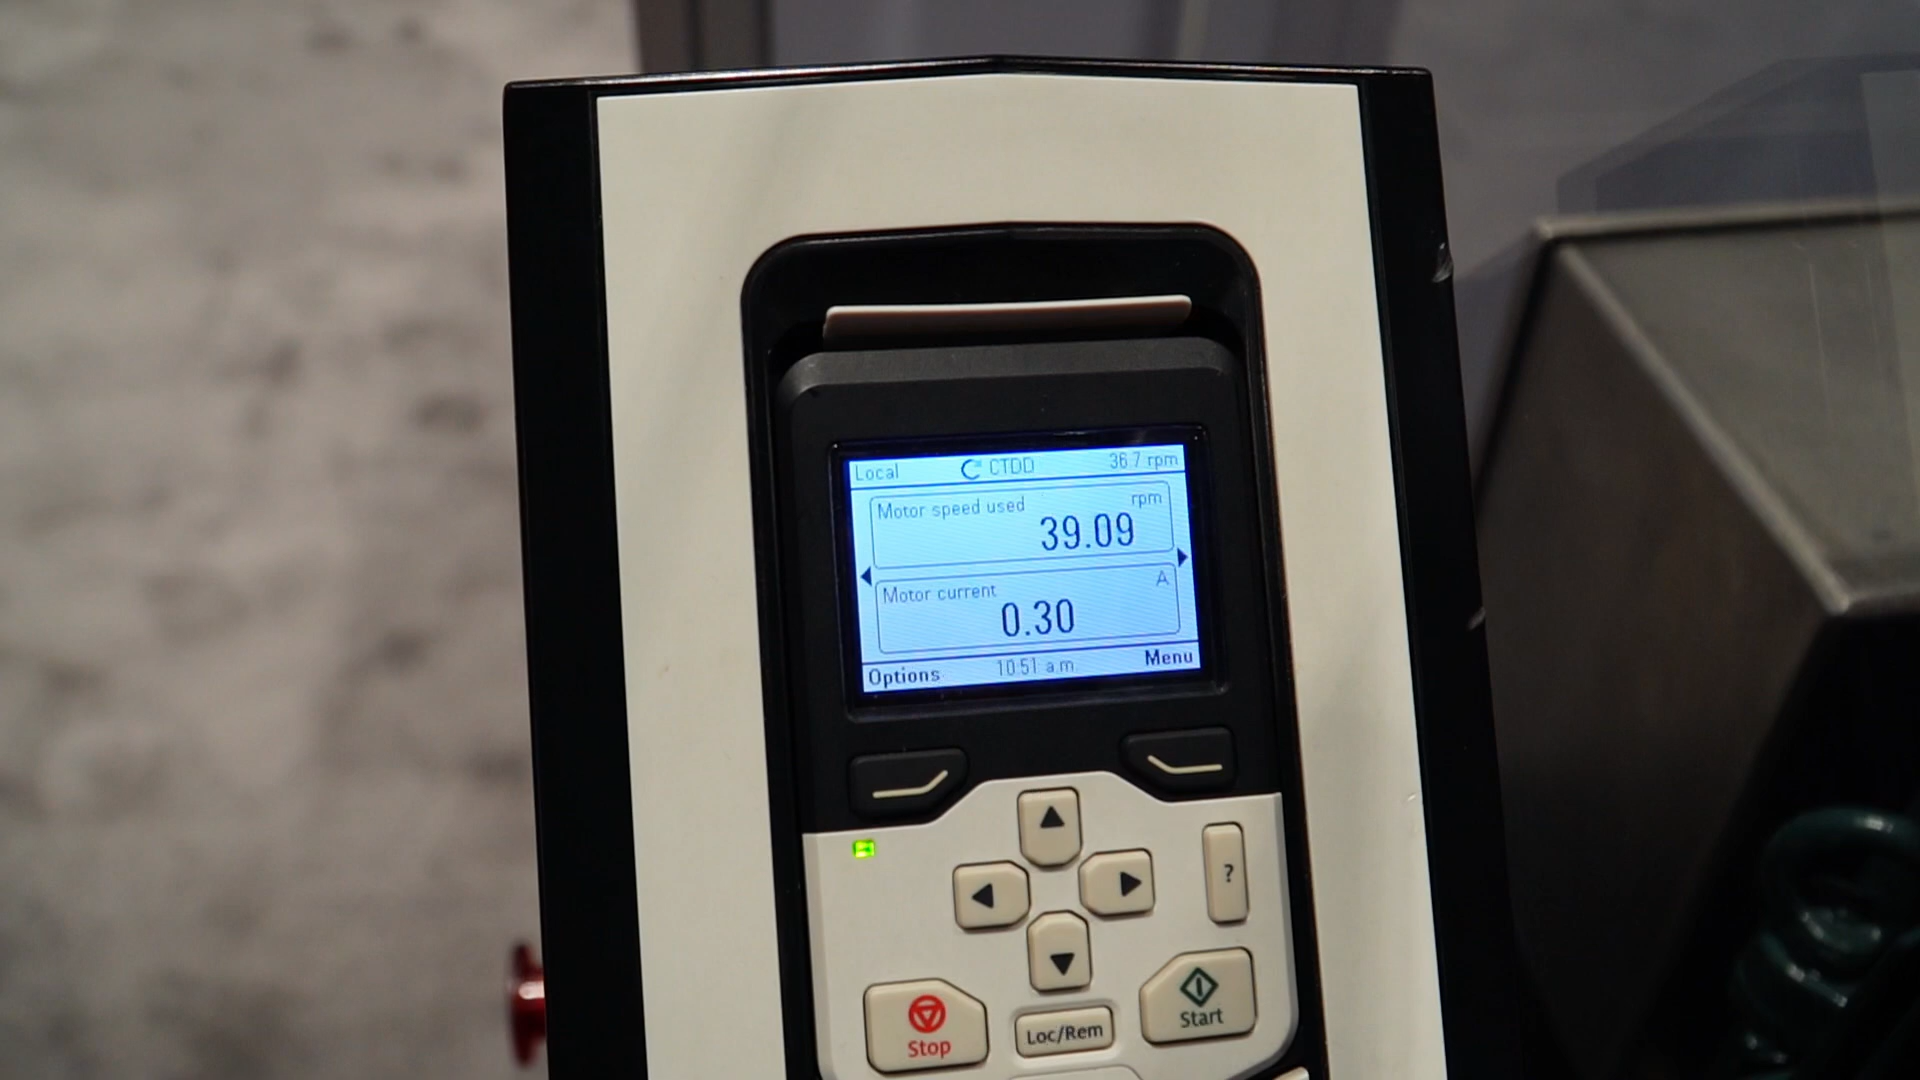 Local CTDD 36.7 rpm
Motor speed used rpm
39.09
Motor current A
0.30
Options 10:51 a.m. Menu
?
Stop Loc/Rem Start